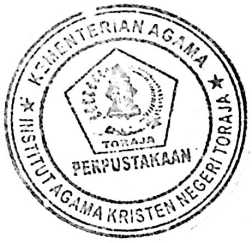 KEMENTERIAN AGAMA
TORAJA
PERPUSTAKAAN
INSTITUT AGAMA KRISTEN NEGERI TORAJA